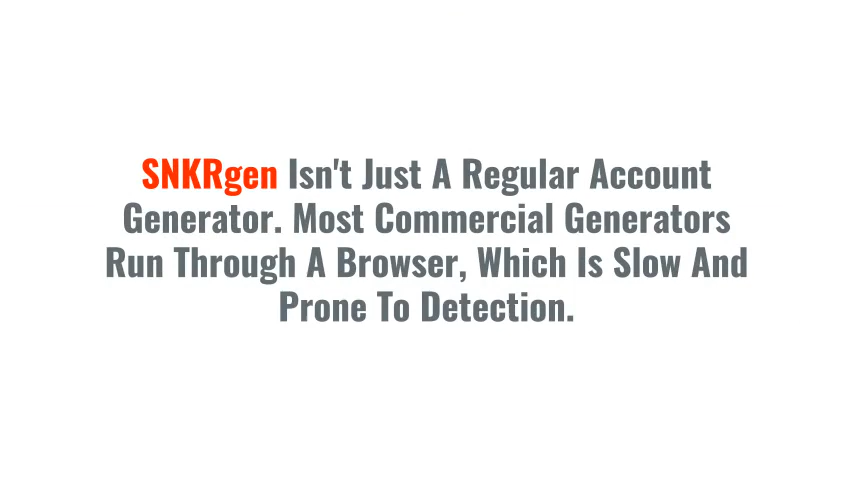 SNKRgen Isn't Just A Regular Account
Generator. Most Commercial Generators
Run Through A Browser, Which Is Slow And
Prone To Detection.